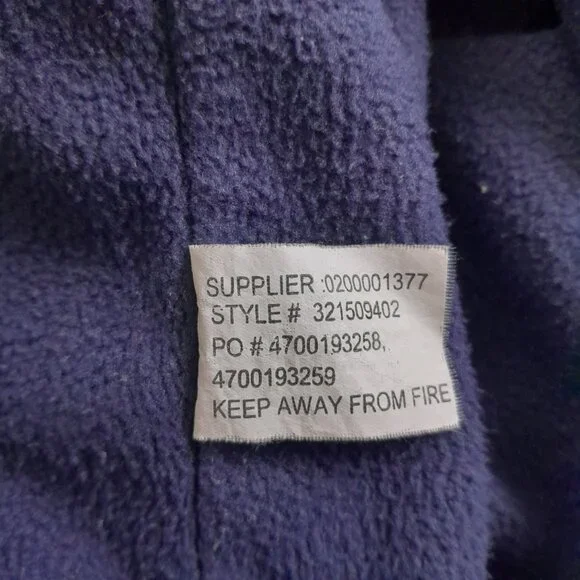 SUPPLIER :0200001377
STYLE # 321509402
PO # 4700193258,
4700193259
KEEP AWAY FROM FIRE